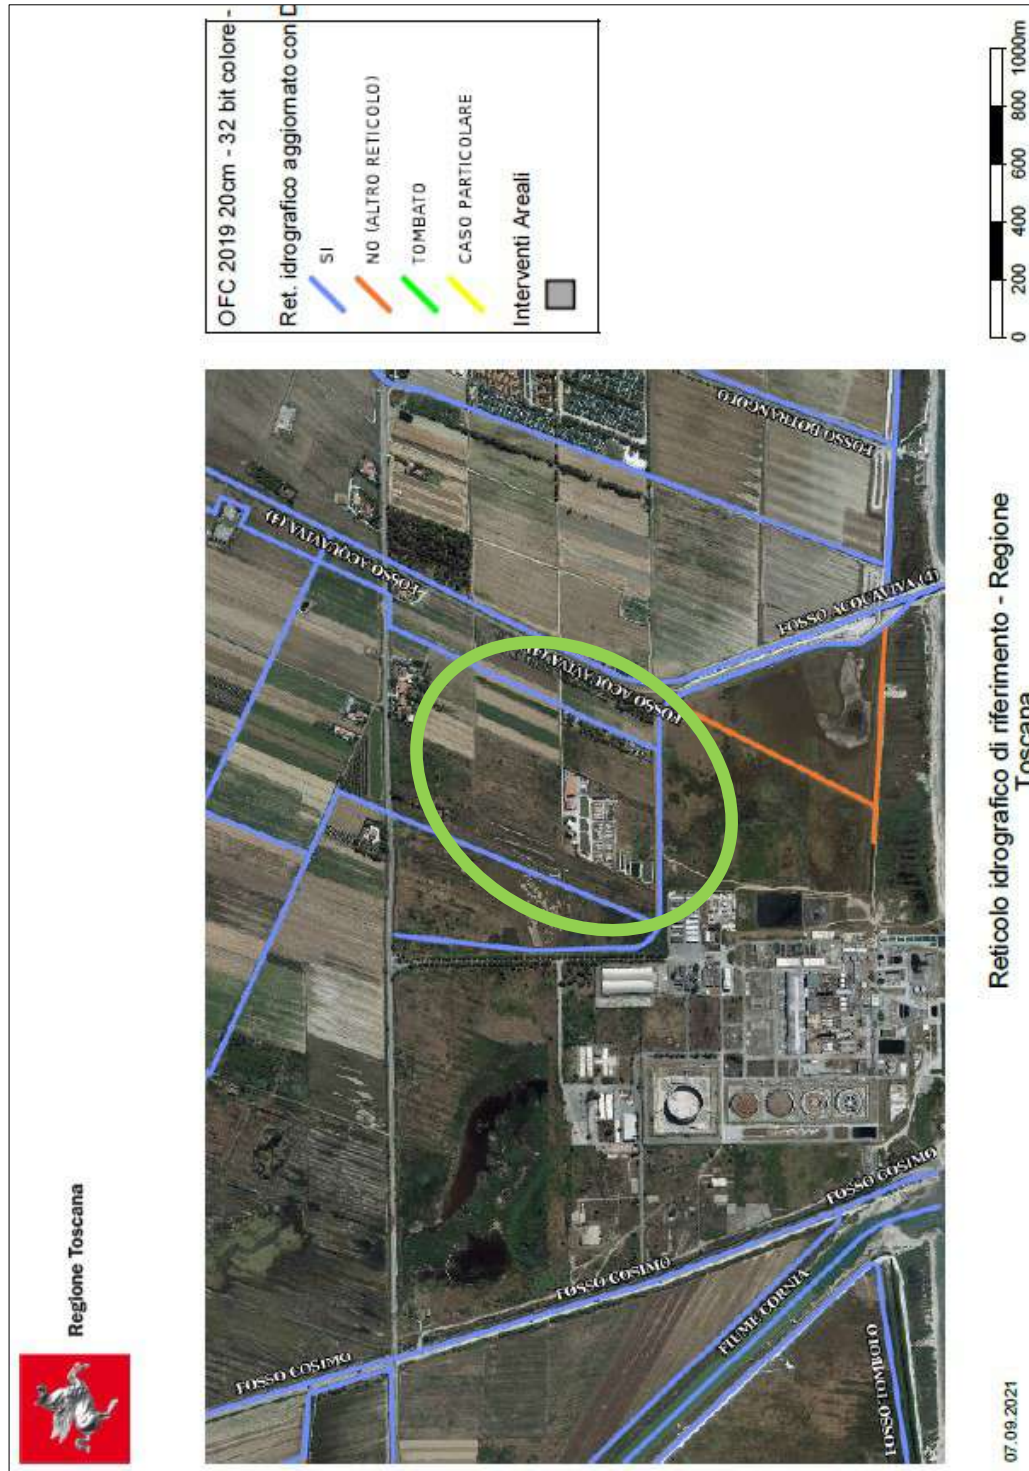 Regione Toscana
OFC 2019 20cm - 32 bit colore -
Ret. idrografico aggiornato con D
SI
NO (ALTRO RETICOLO)
TOMBATO
CASO PARTICOLARE
Interventi Areali
FOSSO COSIMO
FOSSO COSIMO
FOSSO COSIMO
FIUME CORNIA
FOSSO TOMBOLO
FOSSO ACQUAVIVA (4)
FOSSO ACQUAVIVA
FOSSO ACQUAVIVA (1)
FOSSO BOTRANGOLO
07.09.2021
Reticolo idrografico di riferimento - Regione
Toscana
0 200 400 600 800 1000m